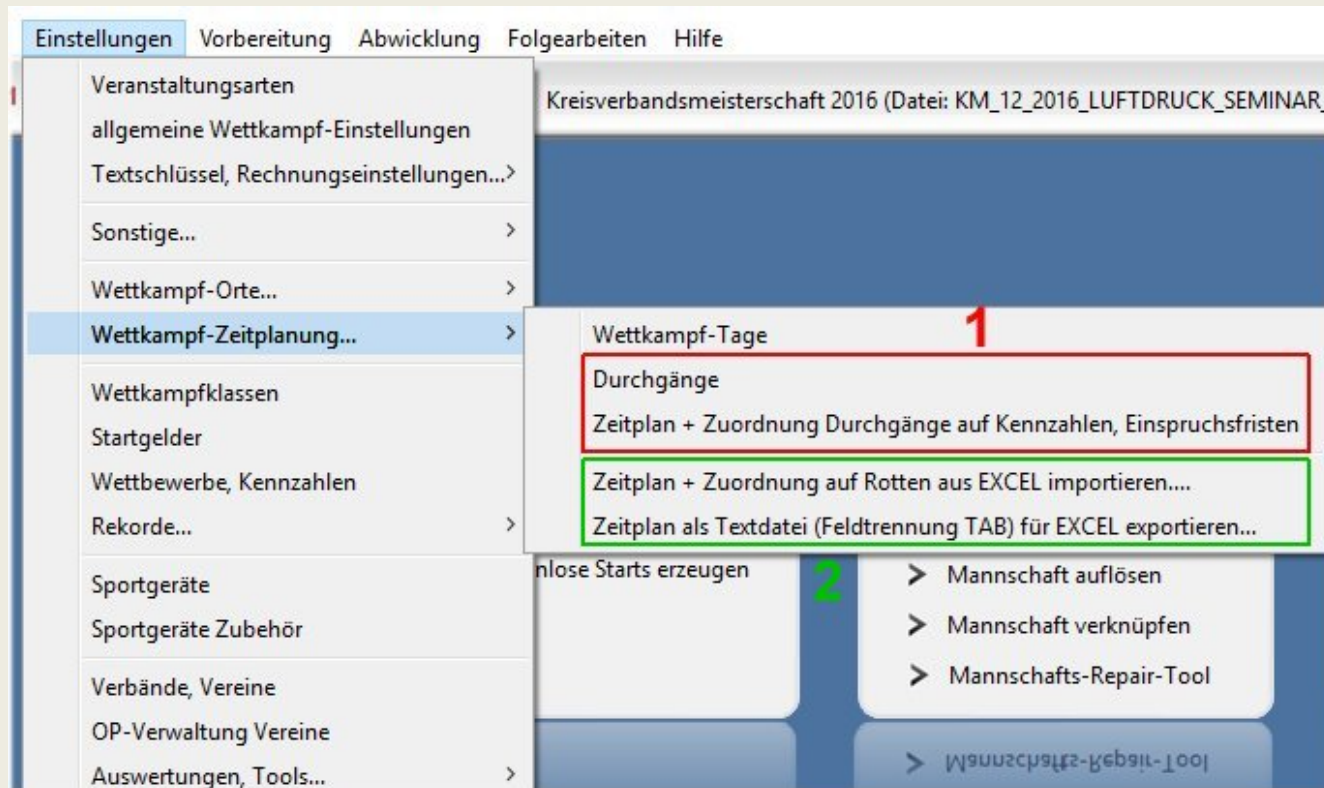 Einstellungen Vorbereitung Abwicklung Folgearbeiten Hilfe
Kreisverbandsmeisterschaft 2016 (Datei: KM_12_2016_LUFTDRUCK_SEMINAR_
Veranstaltungsarten
allgemeine Wettkampf-Einstellungen
Textschlüssel, Rechnungseinstellungen...
Sonstige...
Wettkampf-Orte...
Wettkampf-Zeitplanung...
Wettkampfklassen
Startgelder
Wettbewerbe, Kennzahlen
Rekorde...
Sportgeräte
Sportgeräte Zubehör
Verbände, Vereine
OP-Verwaltung Vereine
Auswertungen, Tools...
1
Wettkampf-Tage
Durchgänge
Zeitplan + Zuordnung Durchgänge auf Kennzahlen, Einspruchsfristen
Zeitplan + Zuordnung auf Rotten aus EXCEL importieren....
Zeitplan als Textdatei (Feldtrennung TAB) für EXCEL exportieren...
2
nlose Starts erzeugen
Mannschaft auflösen
Mannschaft verknüpfen
Mannschafts-Repair-Tool
Mannschafts-Repair-Tool